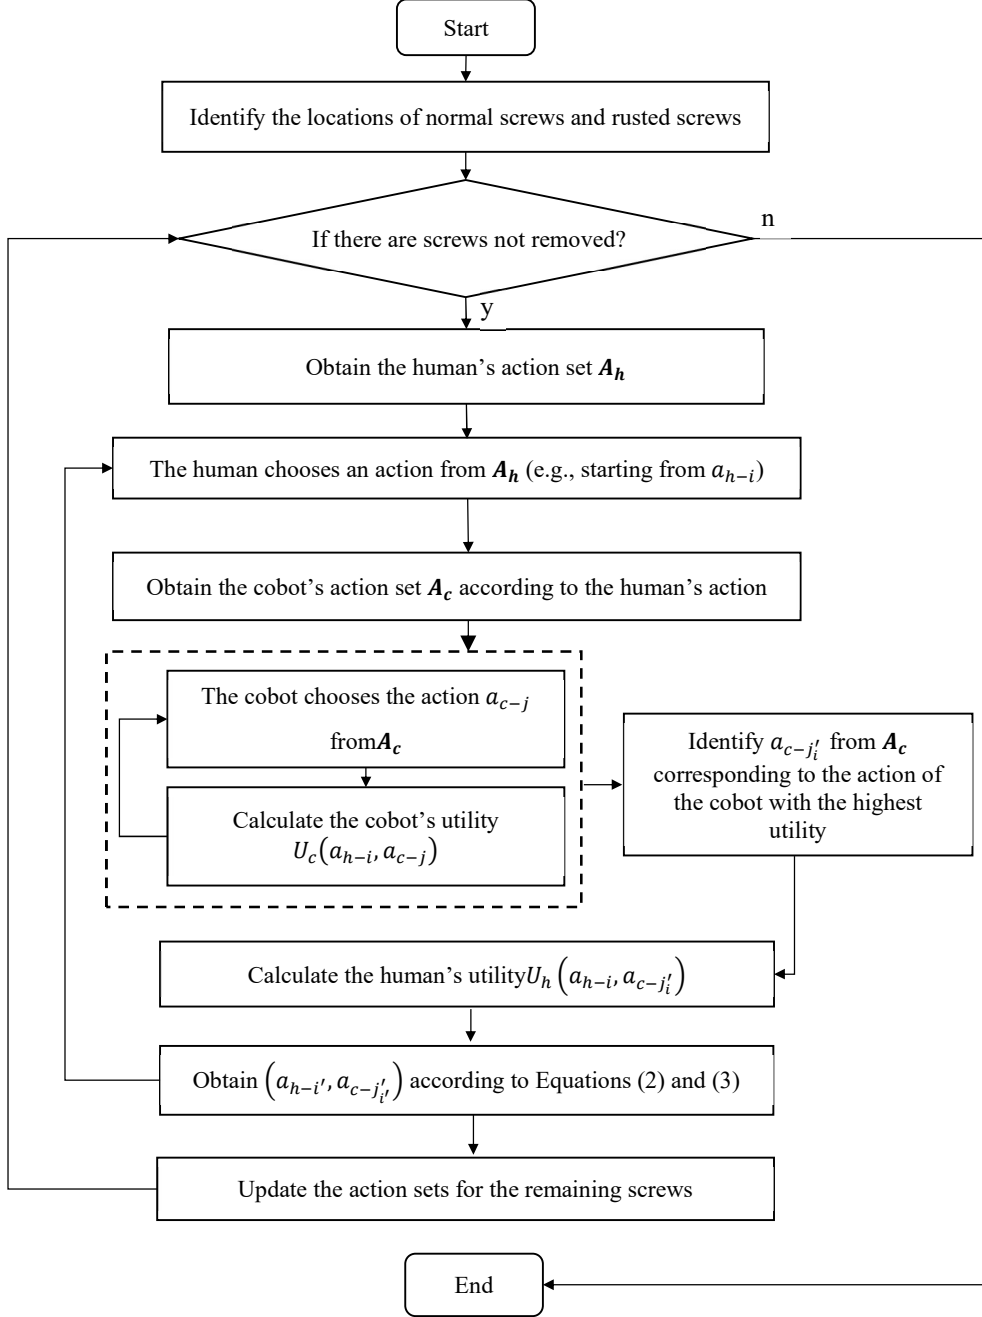 Start
Identify the locations of normal screws and rusted screws
If there are screws not removed?
n
y
Obtain the human’s action set 𝑨ₕ
The human chooses an action from 𝑨ₕ (e.g., starting from 𝑎_{ℎ−𝑖})
Obtain the cobot’s action set 𝑨_𝒄 according to the human’s action
The cobot chooses the action 𝑎_{𝑐−𝑗}
from𝑨_𝒄
Calculate the cobot’s utility
𝑈_𝑐(𝑎_{ℎ−𝑖}, 𝑎_{𝑐−𝑗})
Identify 𝑎_{𝑐−𝑗′_𝑖} from 𝑨_𝒄
corresponding to the action of
the cobot with the highest
utility
Calculate the human’s utility𝑈_ℎ(𝑎_{ℎ−𝑖}, 𝑎_{𝑐−𝑗′_𝑖})
Obtain (𝑎_{ℎ−𝑖′}, 𝑎_{𝑐−𝑗′_{𝑖′}}) according to Equations (2) and (3)
Update the action sets for the remaining screws
End